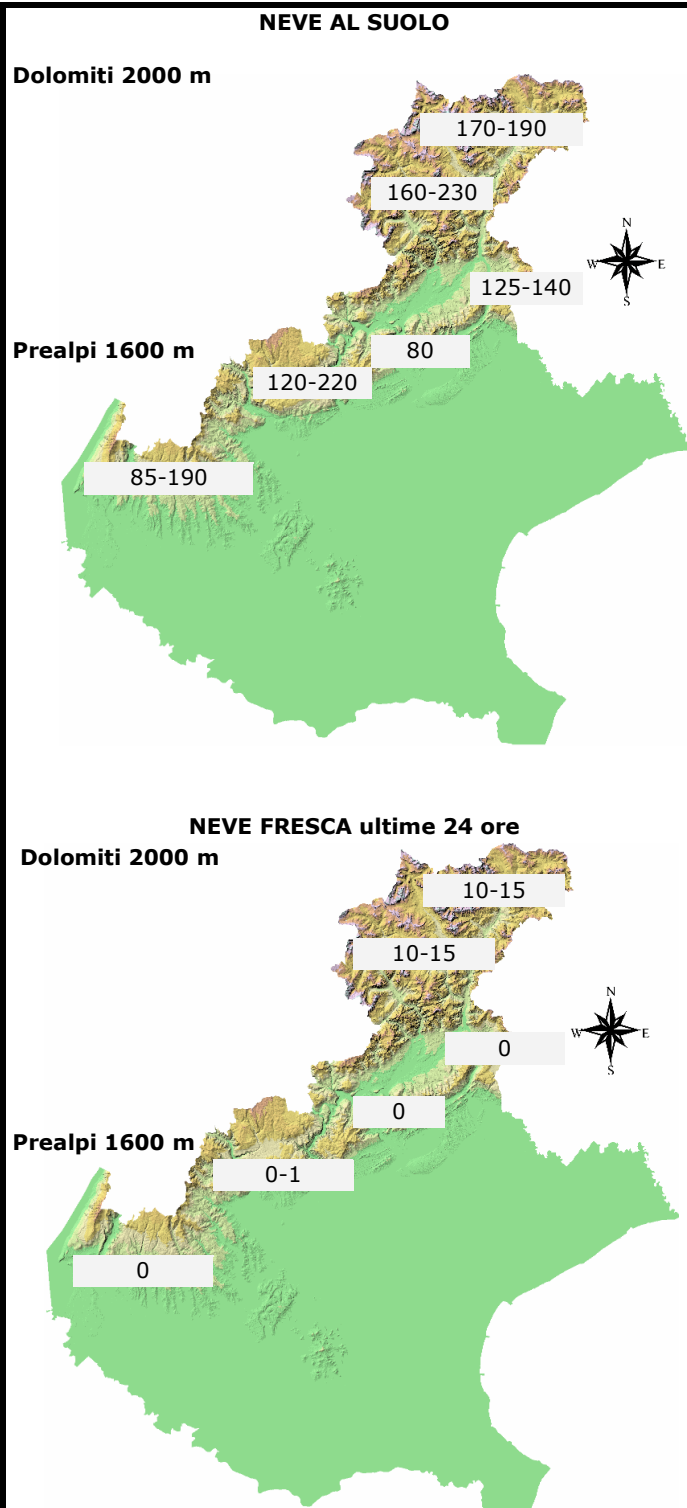 NEVE AL SUOLO
Dolomiti 2000 m
170-190
160-230
N
W E
S
125-140
Prealpi 1600 m
80
120-220
85-190
NEVE FRESCA ultime 24 ore
Dolomiti 2000 m
10-15
10-15
N
W E
S
0
0
Prealpi 1600 m
0-1
0